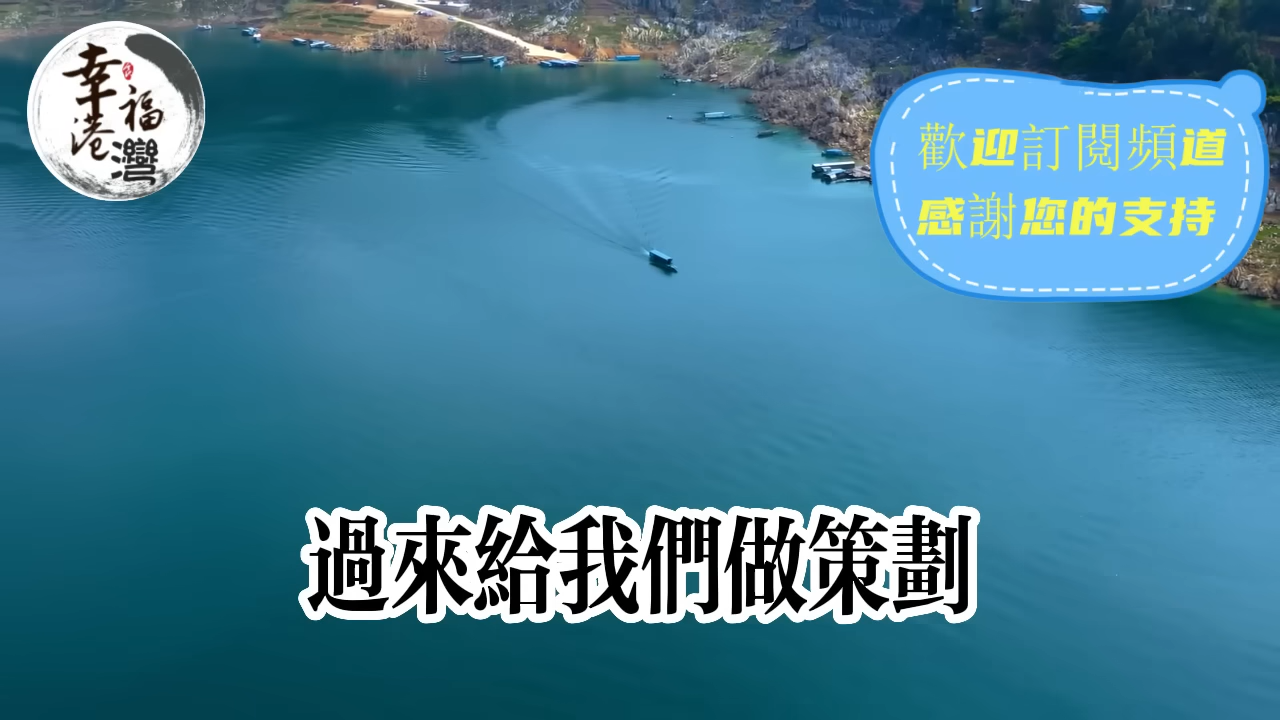 幸福
港灣
歡迎訂閱頻道
感謝您的支持
過來給我們做策劃